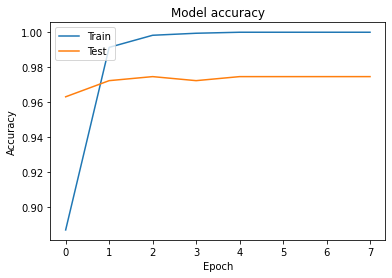 Model accuracy
1.00
0.98
0.96
0.94
0.92
0.90
Accuracy
Train
Test
0 1 2 3 4 5 6 7
Epoch